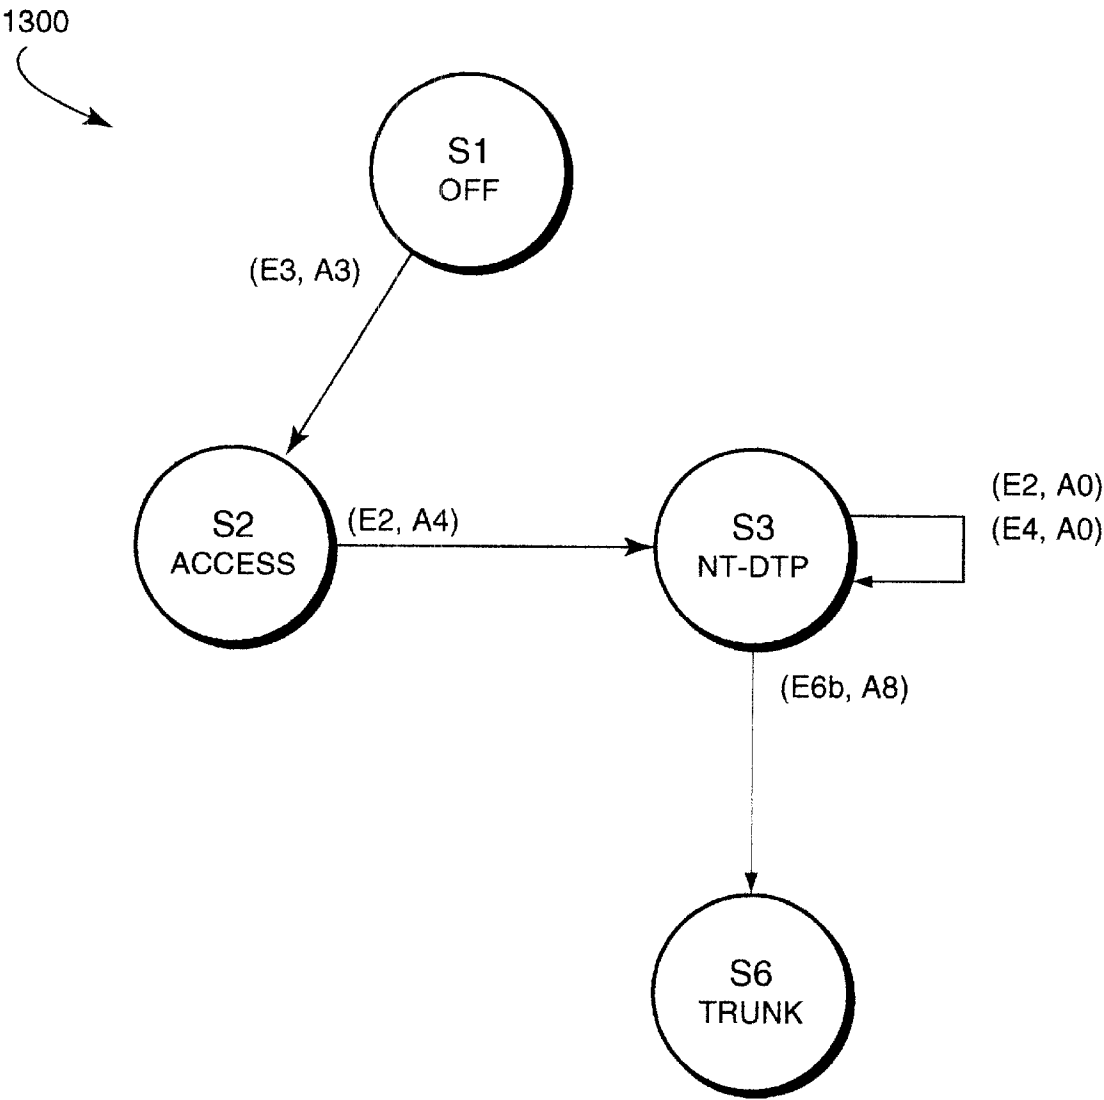 1300
S1
OFF
(E3, A3)
S2
ACCESS
(E2, A4)
S3
NT-DTP
(E2, A0)
(E4, A0)
(E6b, A8)
S6
TRUNK